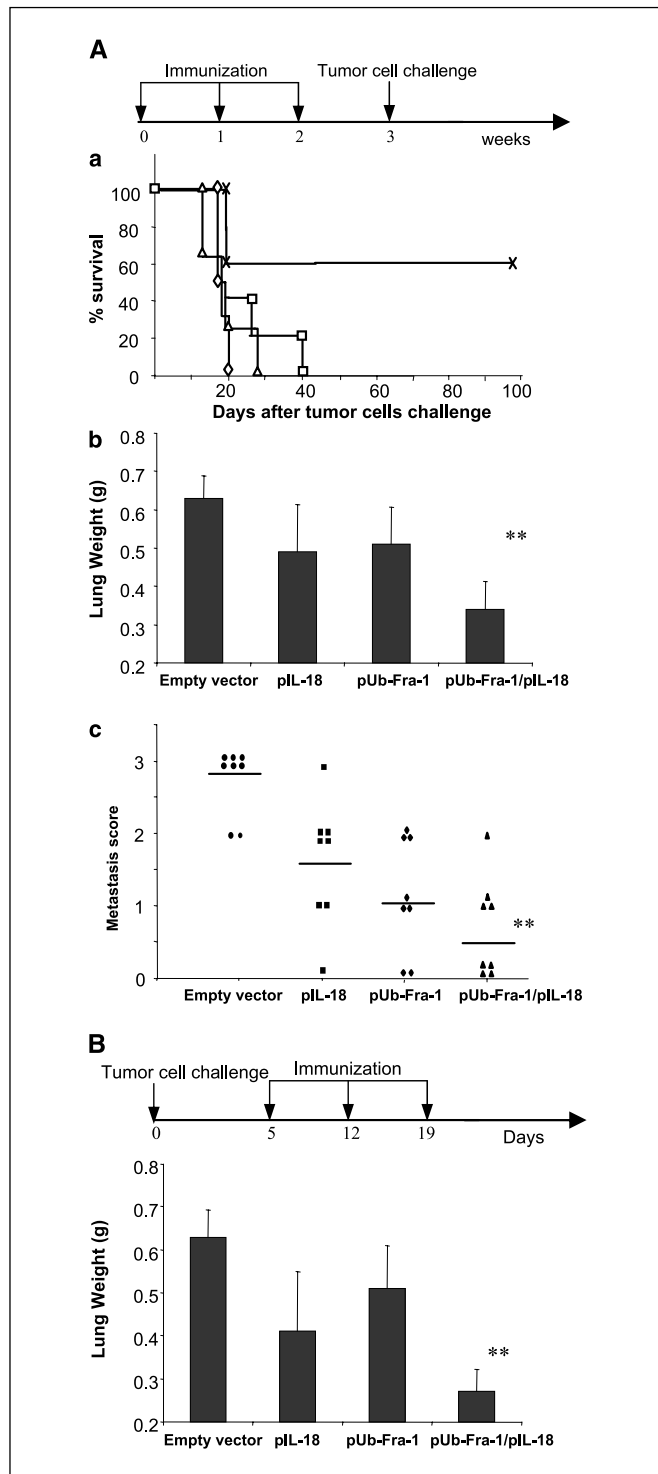 A
Immunization Tumor cell challenge
0 1 2 3 weeks
a
100
80
60
40
20
0
% survival
20 40 60 80 100
Days after tumor cells challenge
b
0.8
0.7
0.6
0.5
0.4
0.3
0.2
Lung Weight (g)
**
Empty vector pIL-18 pUb-Fra-1 pUb-Fra-1/pIL-18
c
3
2
1
0
Metastasis score
**
Empty vector pIL-18 pUb-Fra-1 pUb-Fra-1/pIL-18
B
Tumor cell challenge Immunization
0 5 12 19 Days
0.8
0.7
0.6
0.5
0.4
0.3
0.2
Lung Weight (g)
**
Empty vector pIL-18 pUb-Fra-1 pUb-Fra-1/pIL-18